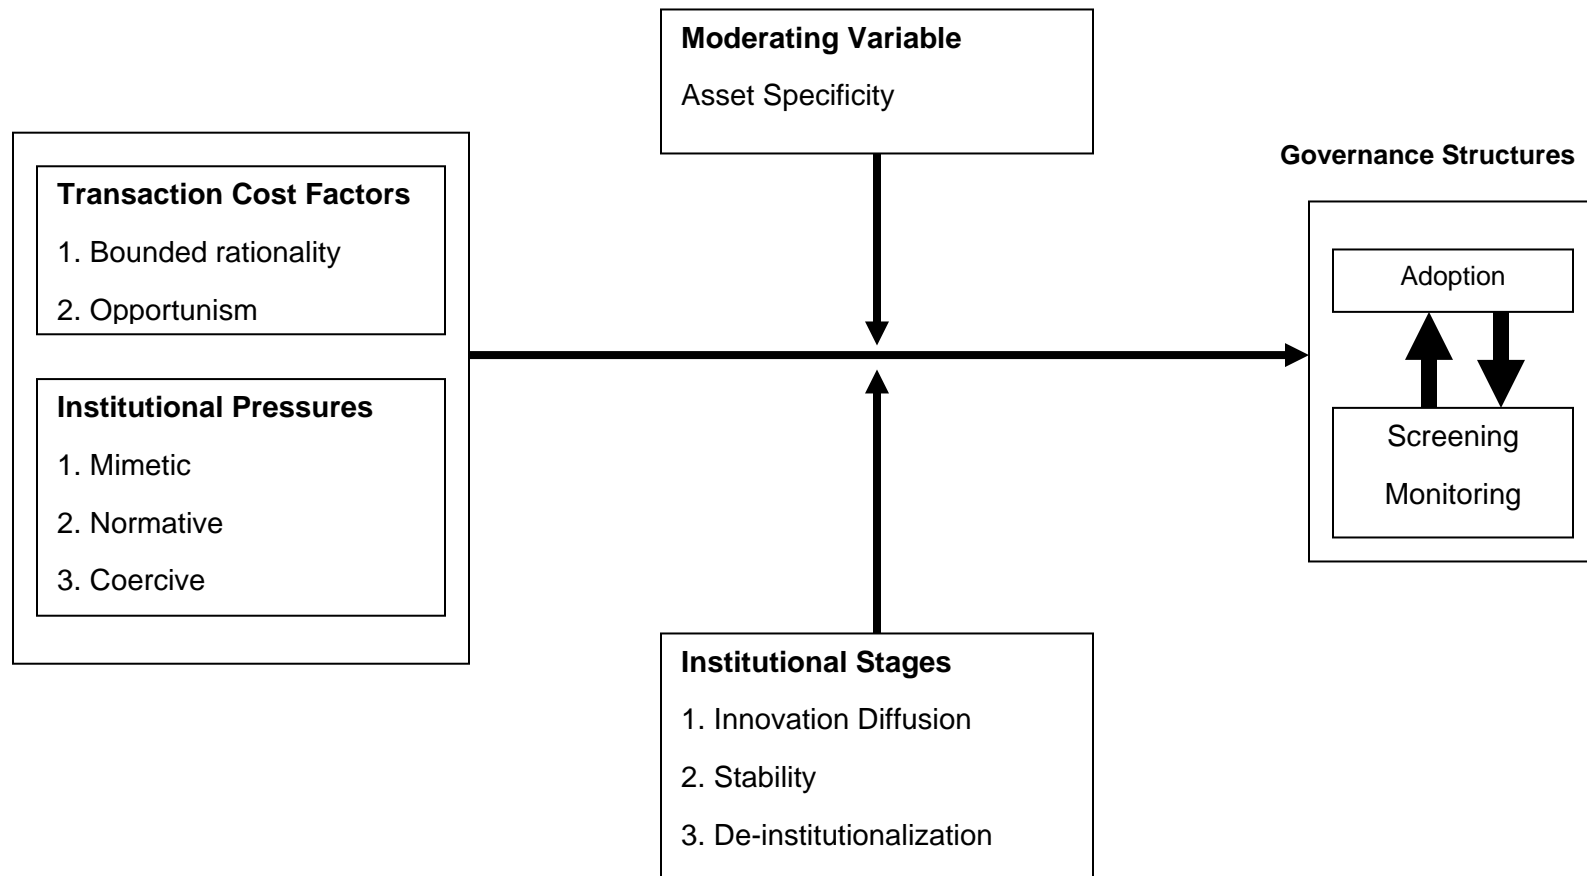 Moderating Variable
Asset Specificity
Governance Structures
Transaction Cost Factors
1. Bounded rationality
2. Opportunism
Institutional Pressures
1. Mimetic
2. Normative
3. Coercive
Adoption
Screening
Monitoring
Institutional Stages
1. Innovation Diffusion
2. Stability
3. De-institutionalization